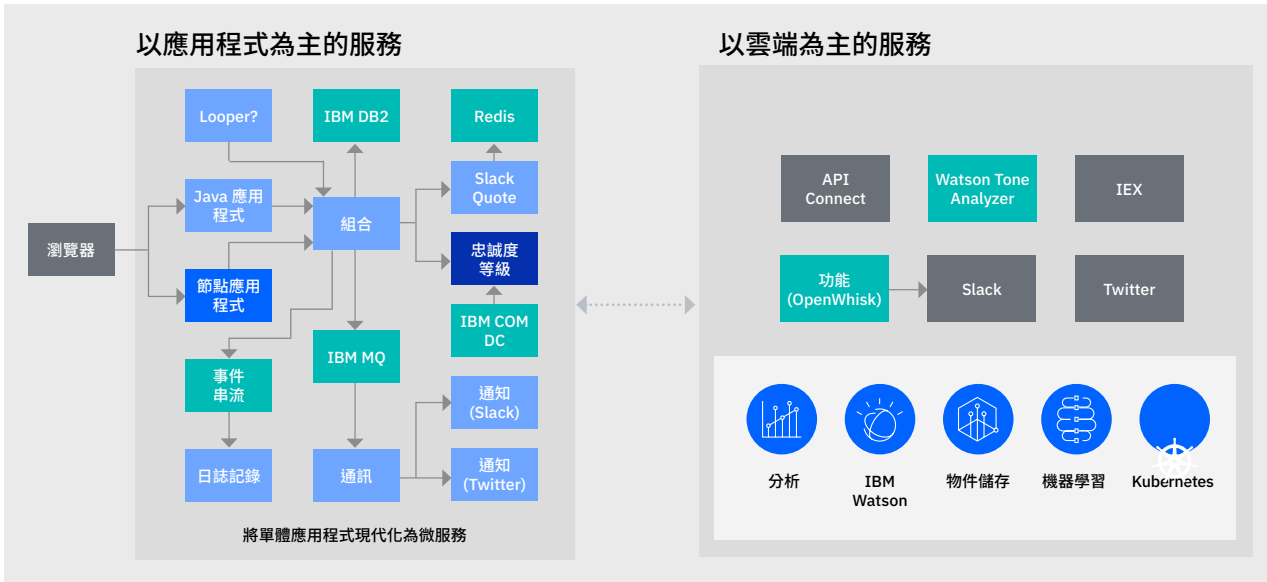 以應用程式為主的服務
以雲端為主的服務
Looper?
IBM DB2
Redis
Java 應用
程式
Slack
Quote
瀏覽器
組合
節點應用
程式
忠誠度
等級
IBM COM
DC
IBM MQ
事件
串流
通知
(Slack)
日誌記錄
通訊
通知
(Twitter)
將單體應用程式現代化為微服務
API
Connect
Watson Tone
Analyzer
IEX
功能
(OpenWhisk)
Slack
Twitter
分析
IBM
Watson
物件儲存
機器學習
Kubernetes